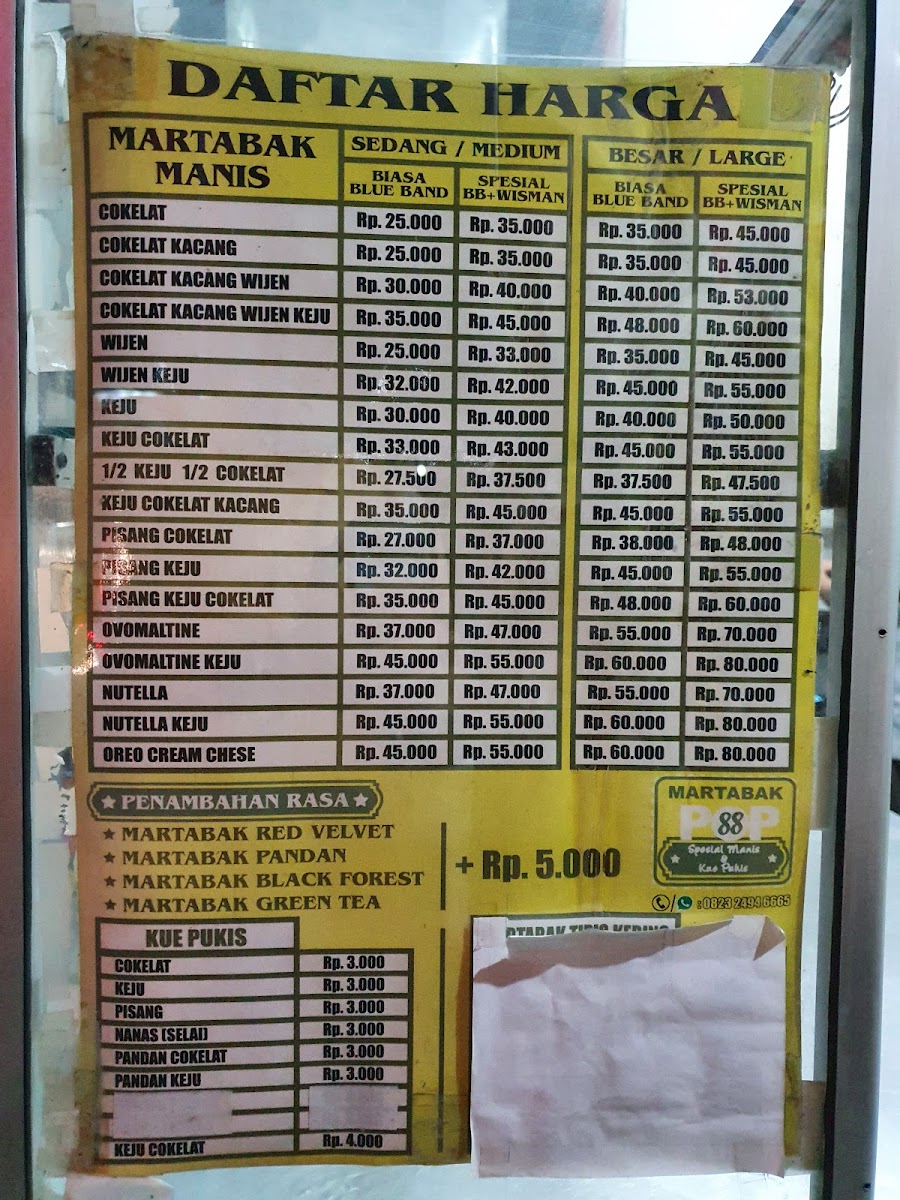 DAFTAR HARGA
MARTABAK MANIS
SEDANG / MEDIUM
BESAR / LARGE
BIASA BLUE BAND
SPESIAL BB+WISMAN
BIASA BLUE BAND
SPESIAL BB+WISMAN
COKELAT Rp. 25.000 Rp. 35.000 Rp. 35.000 Rp. 45.000
COKELAT KACANG Rp. 25.000 Rp. 35.000 Rp. 35.000 Rp. 45.000
COKELAT KACANG WIJEN Rp. 30.000 Rp. 40.000 Rp. 40.000 Rp. 53.000
COKELAT KACANG WIJEN KEJU Rp. 35.000 Rp. 45.000 Rp. 48.000 Rp. 60.000
WIJEN Rp. 25.000 Rp. 33.000 Rp. 35.000 Rp. 45.000
WIJEN KEJU Rp. 32.000 Rp. 42.000 Rp. 45.000 Rp. 55.000
KEJU Rp. 30.000 Rp. 40.000 Rp. 40.000 Rp. 50.000
KEJU COKELAT Rp. 33.000 Rp. 43.000 Rp. 45.000 Rp. 55.000
1/2 KEJU 1/2 COKELAT Rp. 27.500 Rp. 37.500 Rp. 37.500 Rp. 47.500
KEJU COKELAT KACANG Rp. 35.000 Rp. 45.000 Rp. 45.000 Rp. 55.000
PISANG COKELAT Rp. 27.000 Rp. 37.000 Rp. 38.000 Rp. 48.000
PISANG KEJU Rp. 32.000 Rp. 42.000 Rp. 45.000 Rp. 55.000
PISANG KEJU COKELAT Rp. 35.000 Rp. 45.000 Rp. 48.000 Rp. 60.000
OVOMALTINE Rp. 37.000 Rp. 47.000 Rp. 55.000 Rp. 70.000
OVOMALTINE KEJU Rp. 45.000 Rp. 55.000 Rp. 60.000 Rp. 80.000
NUTELLA Rp. 37.000 Rp. 47.000 Rp. 55.000 Rp. 70.000
NUTELLA KEJU Rp. 45.000 Rp. 55.000 Rp. 60.000 Rp. 80.000
OREO CREAM CHESE Rp. 45.000 Rp. 55.000 Rp. 60.000 Rp. 80.000
★ PENAMBAHAN RASA ★
★ MARTABAK RED VELVET
★ MARTABAK PANDAN
★ MARTABAK BLACK FOREST
★ MARTABAK GREEN TEA
+ Rp. 5.000
MARTABAK
POP 88
Spesial Manis
&
Kue Pukis
: 0823 2494 6665
KUE PUKIS
COKELAT Rp. 3.000
KEJU Rp. 3.000
PISANG Rp. 3.000
NANAS (SELAI) Rp. 3.000
PANDAN COKELAT Rp. 3.000
PANDAN KEJU Rp. 3.000
KEJU COKELAT Rp. 4.000